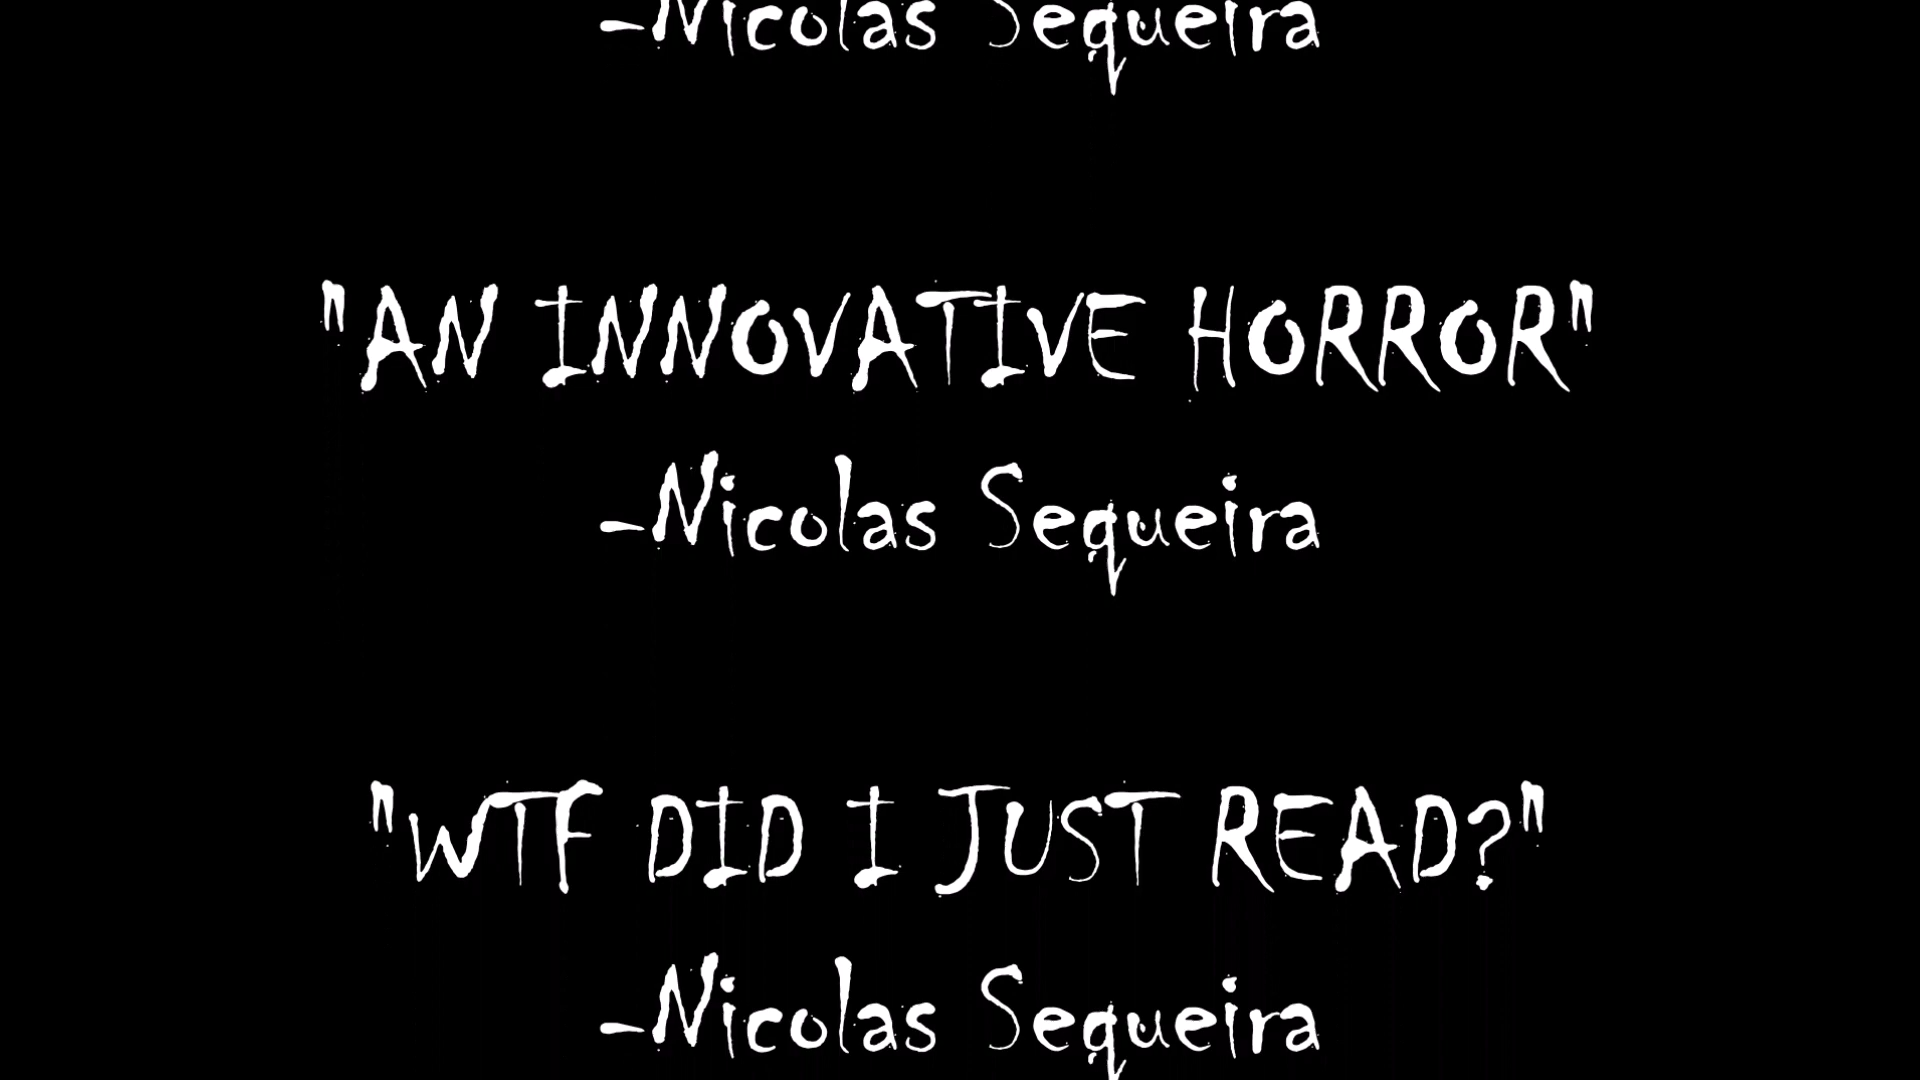 -Nicolas Sequeira
"AN INNOVATIVE HORROR"
-Nicolas Sequeira
"WTF DID I JUST READ?"
-Nicolas Sequeira